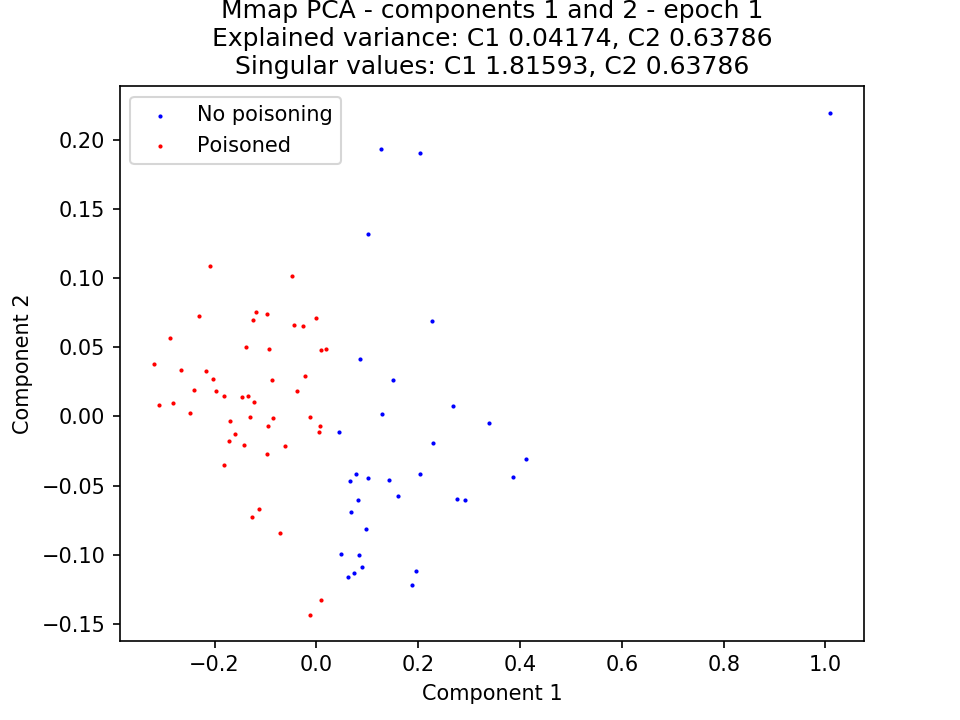 Mmap PCA - components 1 and 2 - epoch 1
Explained variance: C1 0.04174, C2 0.63786
Singular values: C1 1.81593, C2 0.63786
No poisoning
Poisoned
0.20
0.15
0.10
0.05
0.00
−0.05
−0.10
−0.15
Component 2
−0.2
0.0
0.2
0.4
0.6
0.8
1.0
Component 1